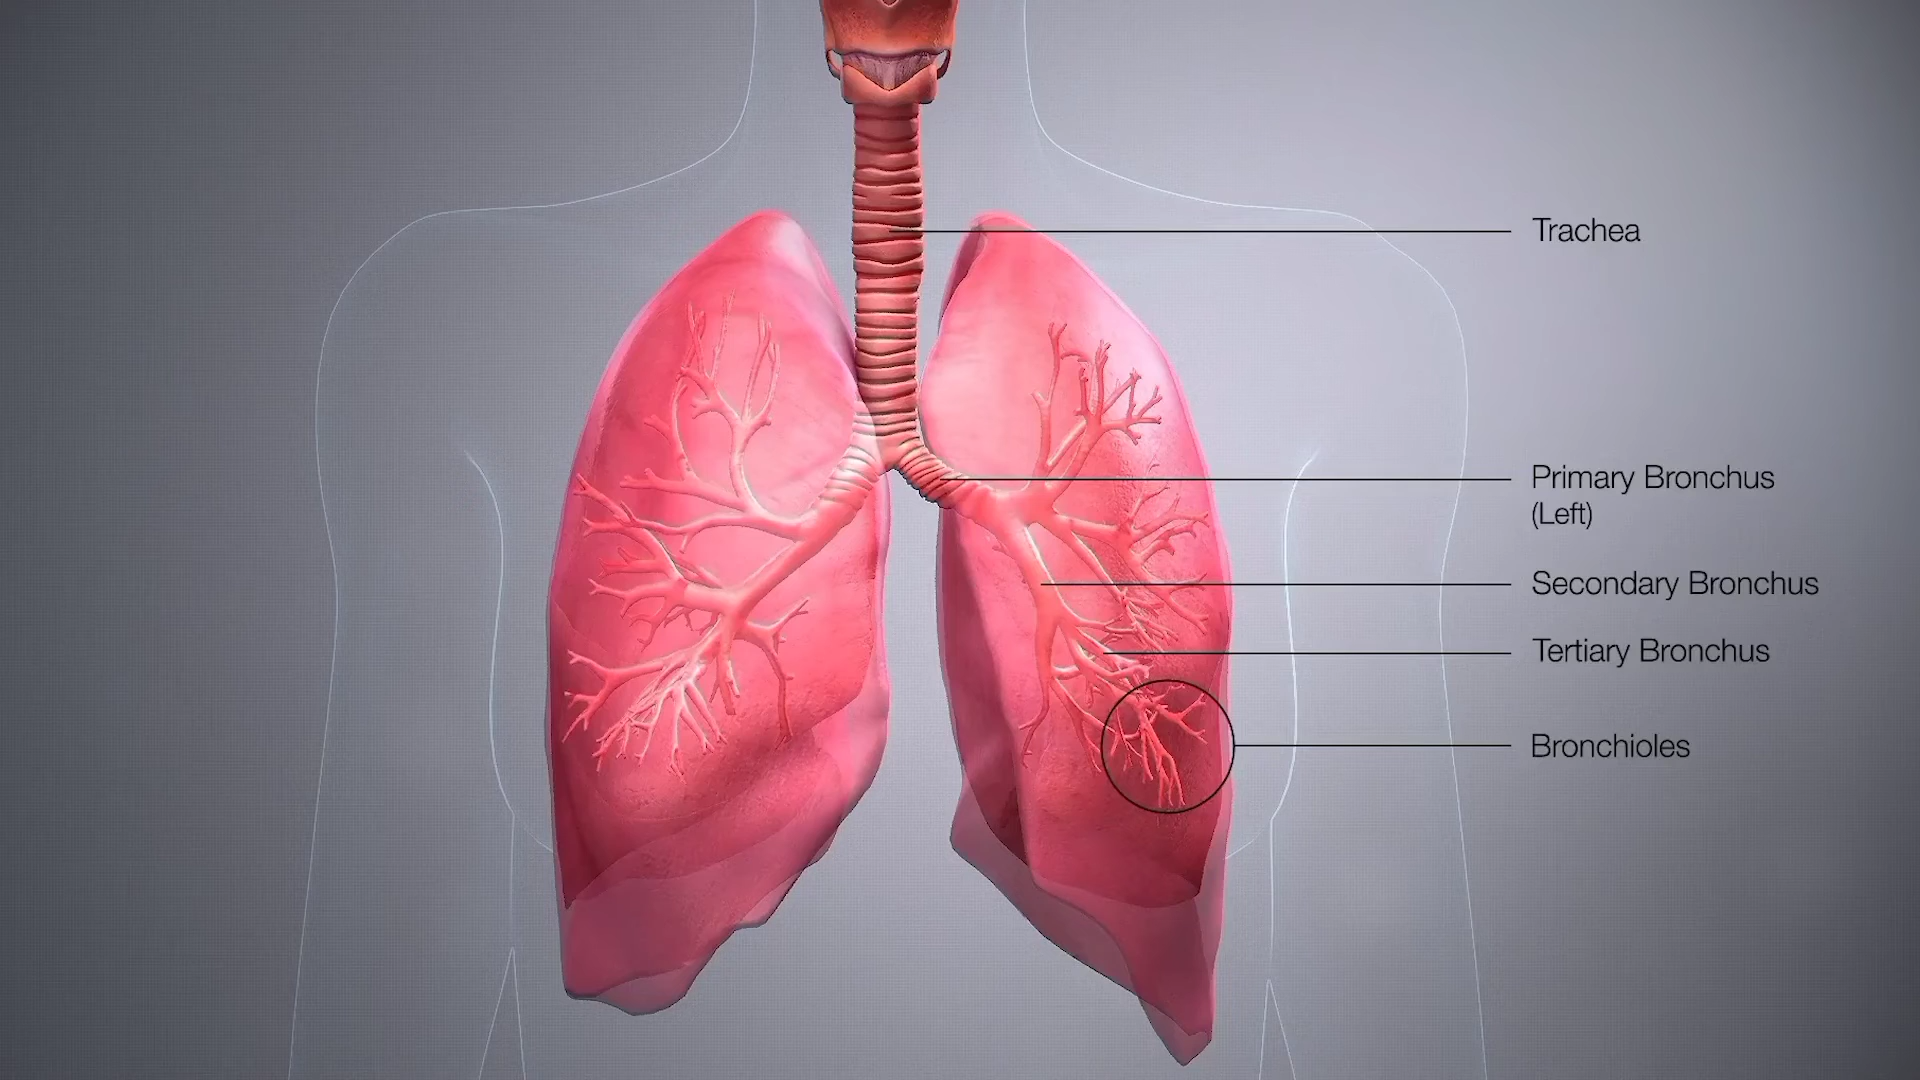 Trachea
Primary Bronchus
(Left)
Secondary Bronchus
Tertiary Bronchus
Bronchioles